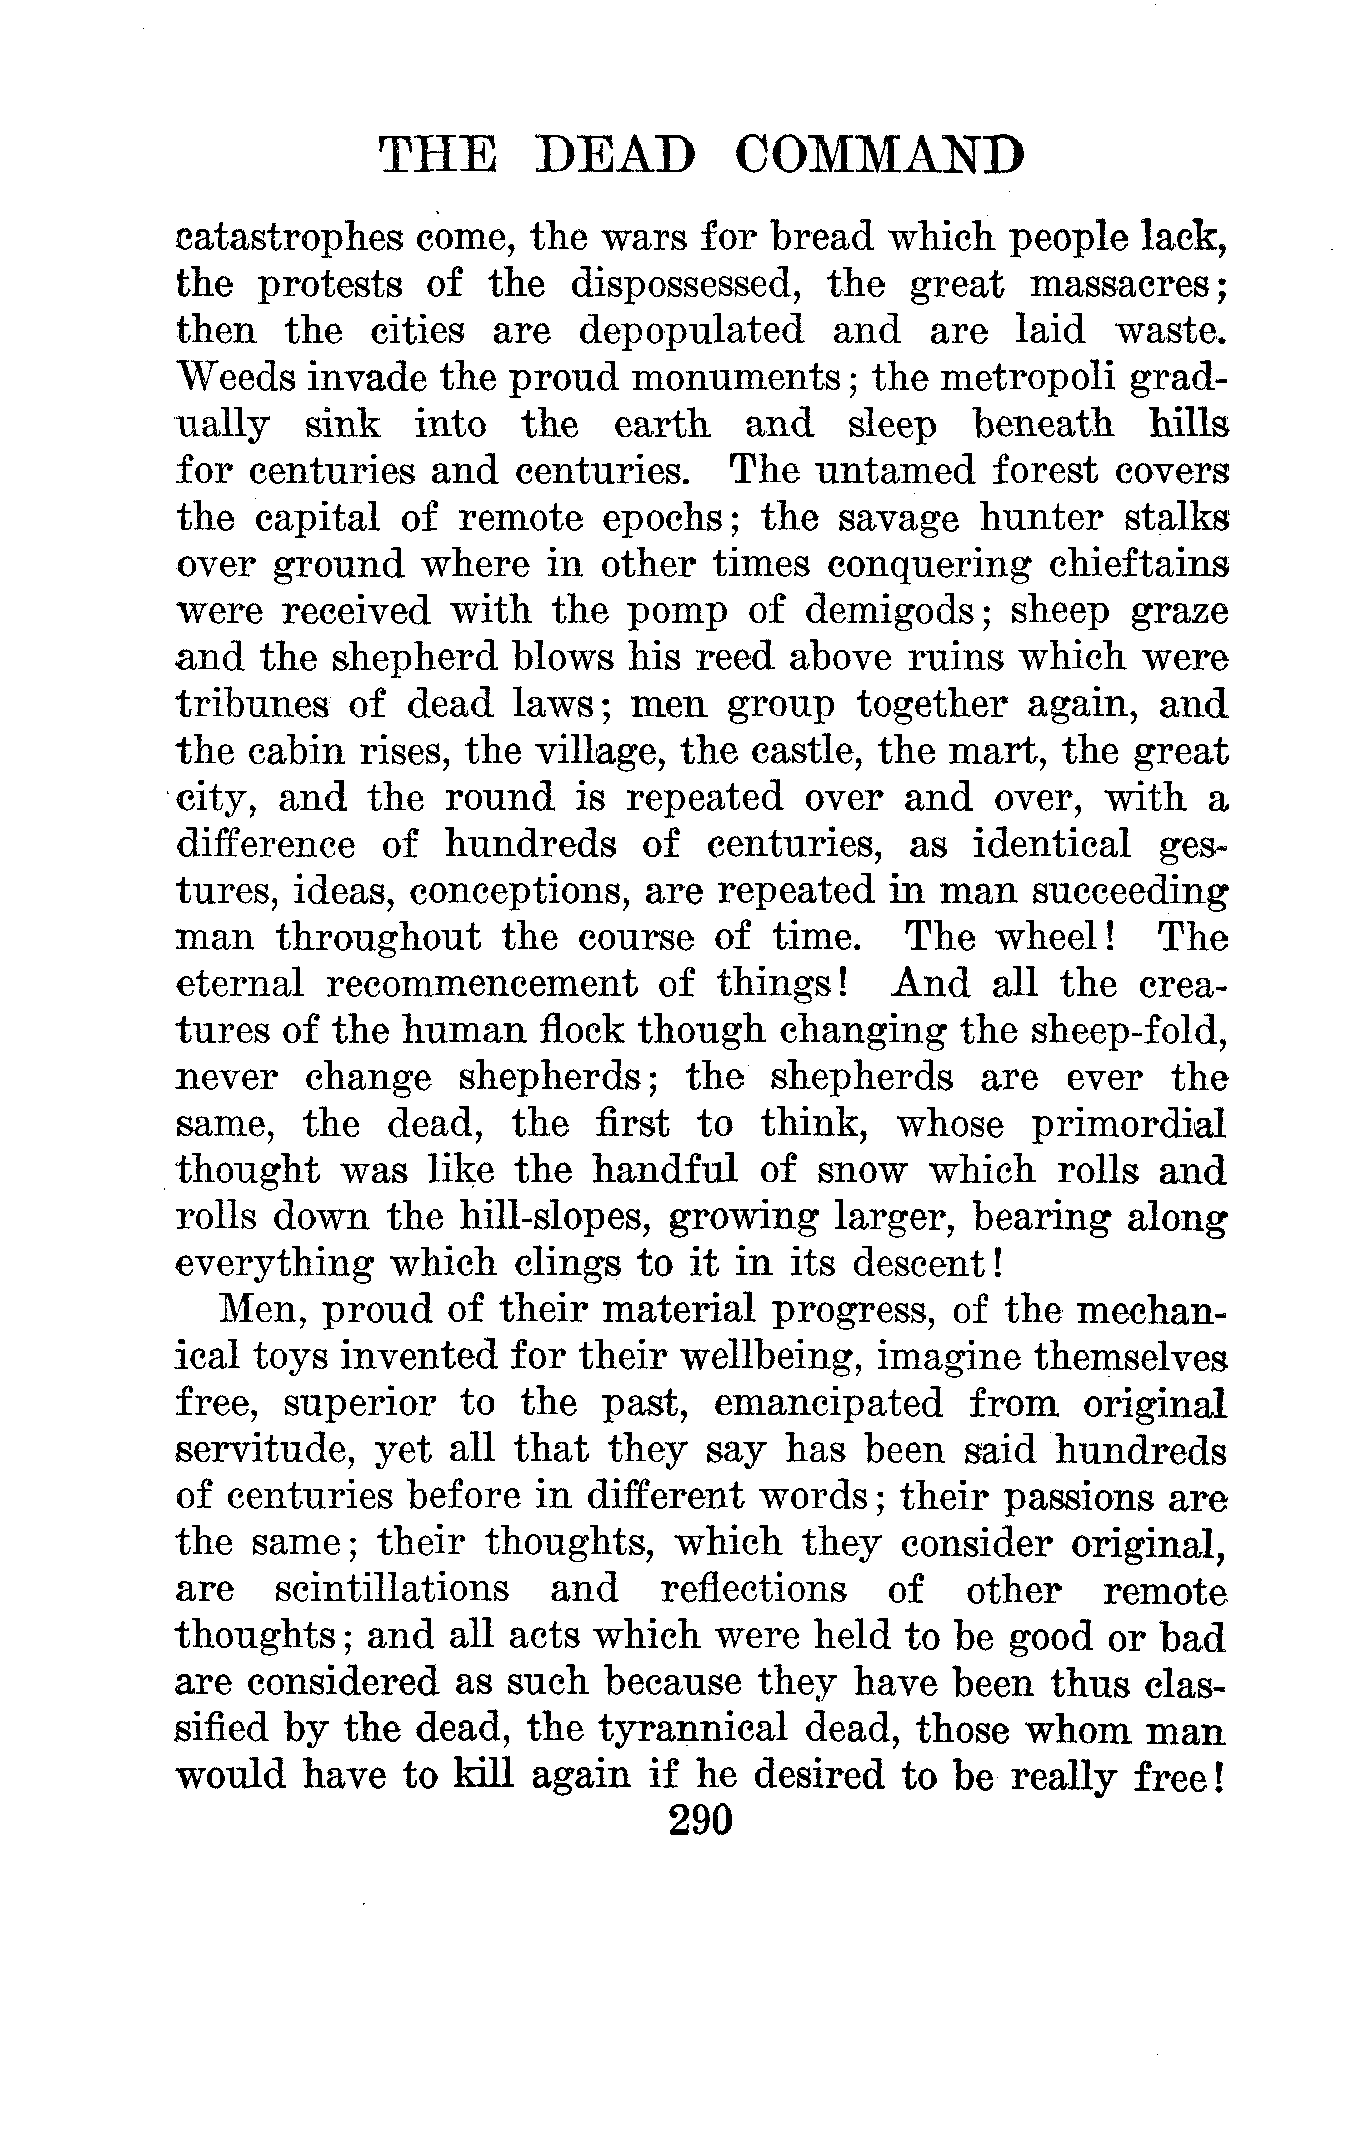 THE DEAD COMMAND
catastrophes come, the wars for bread which people lack,
the protests of the dispossessed, the great massacres;
then the cities are depopulated and are laid waste.
Weeds invade the proud monuments; the metropoli grad-
ually sink into the earth and sleep beneath hills
for centuries and centuries. The untamed forest covers
the capital of remote epochs; the savage hunter stalks
over ground where in other times conquering chieftains
were received with the pomp of demigods; sheep graze
and the shepherd blows his reed above ruins which were
tribunes of dead laws; men group together again, and
the cabin rises, the village, the castle, the mart, the great
city, and the round is repeated over and over, with a
difference of hundreds of centuries, as identical ges-
tures, ideas, conceptions, are repeated in man succeeding
man throughout the course of time. The wheel! The
eternal recommencement of things! And all the crea-
tures of the human flock though changing the sheep-fold,
never change shepherds; the shepherds are ever the
same, the dead, the first to think, whose primordial
thought was like the handful of snow which rolls and
rolls down the hill-slopes, growing larger, bearing along
everything which clings to it in its descent!
Men, proud of their material progress, of the mechan-
ical toys invented for their wellbeing, imagine themselves
free, superior to the past, emancipated from original
servitude, yet all that they say has been said hundreds
of centuries before in different words; their passions are
the same; their thoughts, which they consider original,
are scintillations and reflections of other remote
thoughts; and all acts which were held to be good or bad
are considered as such because they have been thus clas-
sified by the dead, the tyrannical dead, those whom man
would have to kill again if he desired to be really free!
290